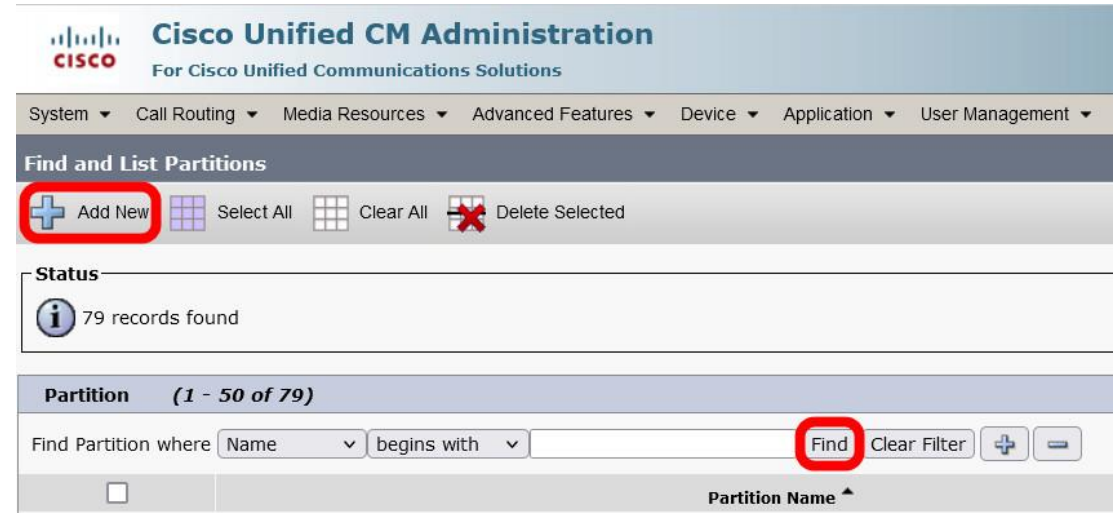 Cisco Unified CM Administration
CISCO
For Cisco Unified Communications Solutions
System Call Routing Media Resources Advanced Features Device Application User Management
Find and List Partitions
Add New Select All Clear All Delete Selected
Status
79 records found
Partition (1 - 50 of 79)
Find Partition where Name begins with Find Clear Filter
Partition Name